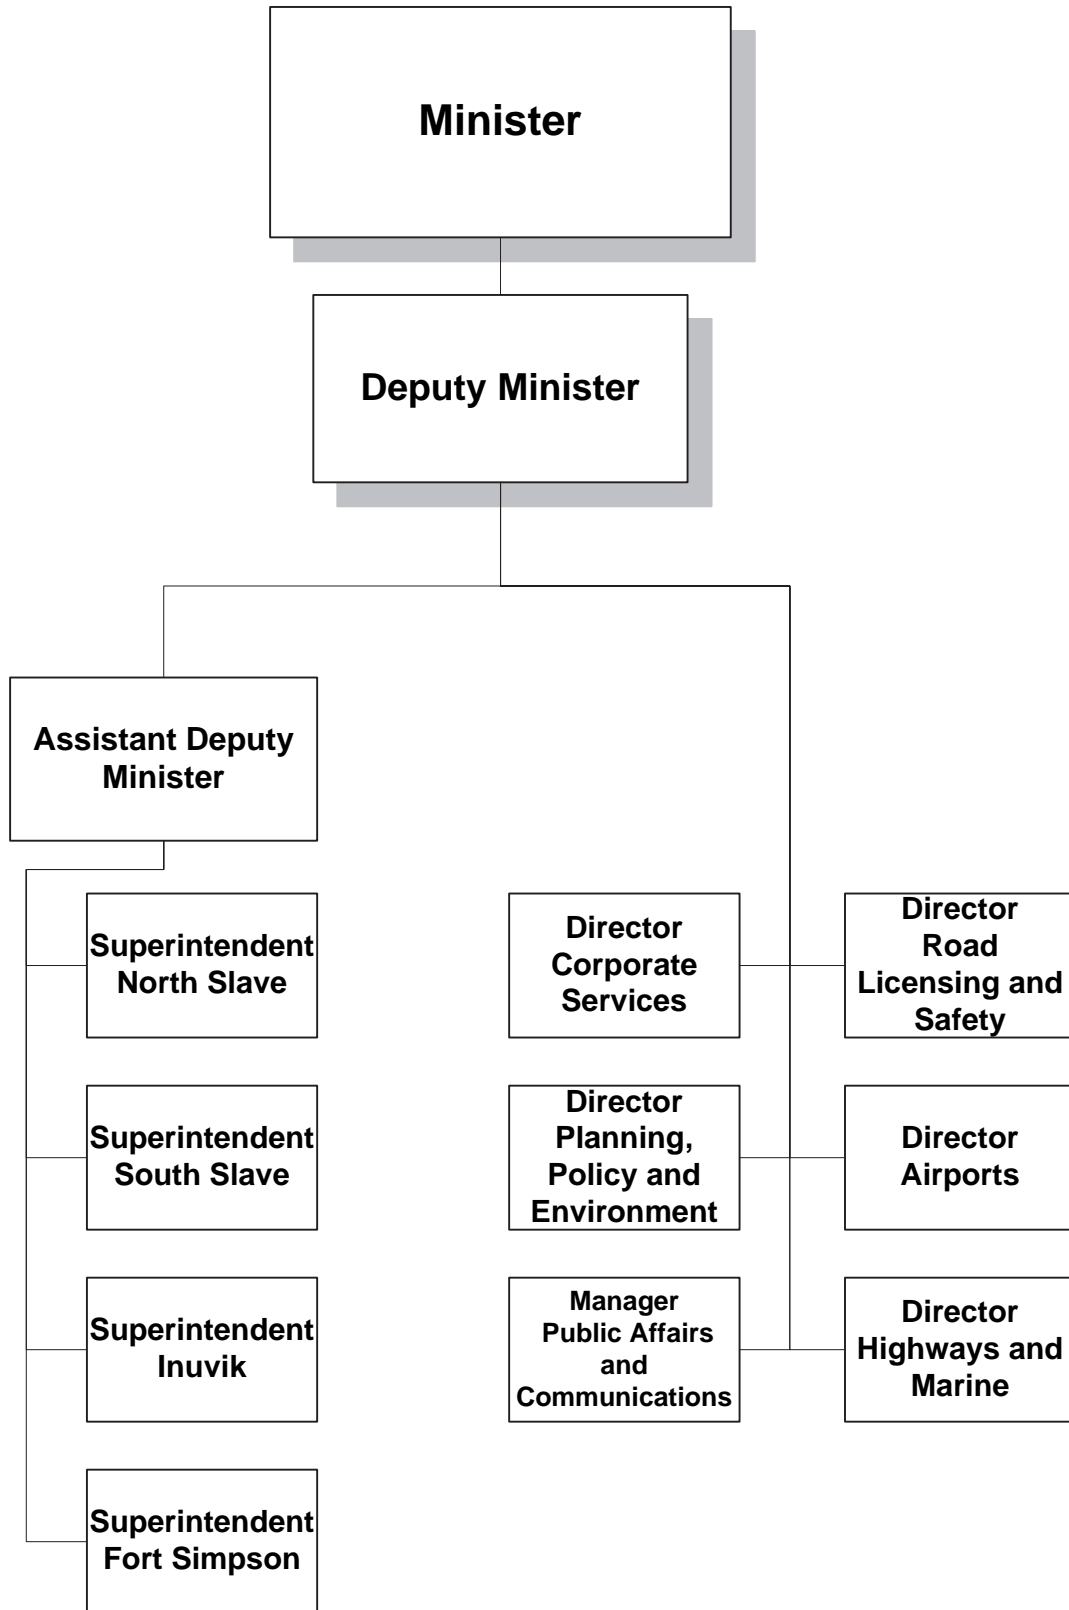 Minister
Deputy Minister
Assistant Deputy
Minister
Superintendent
North Slave
Superintendent
South Slave
Superintendent
Inuvik
Superintendent
Fort Simpson
Director
Corporate
Services
Director
Planning,
Policy and
Environment
Manager
Public Affairs
and
Communications
Director
Road
Licensing and
Safety
Director
Airports
Director
Highways and
Marine